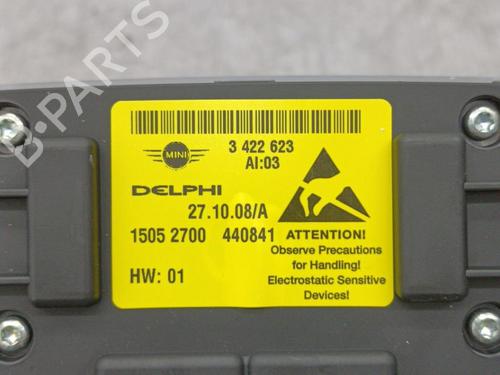 B-PARTS
MINI
3 422 623
AI:03
DELPHI
27.10.08/A
1505 2700 440841
HW: 01
ATTENTION!
Observe Precautions
for Handling!
Electrostatic Sensitive
Devices!